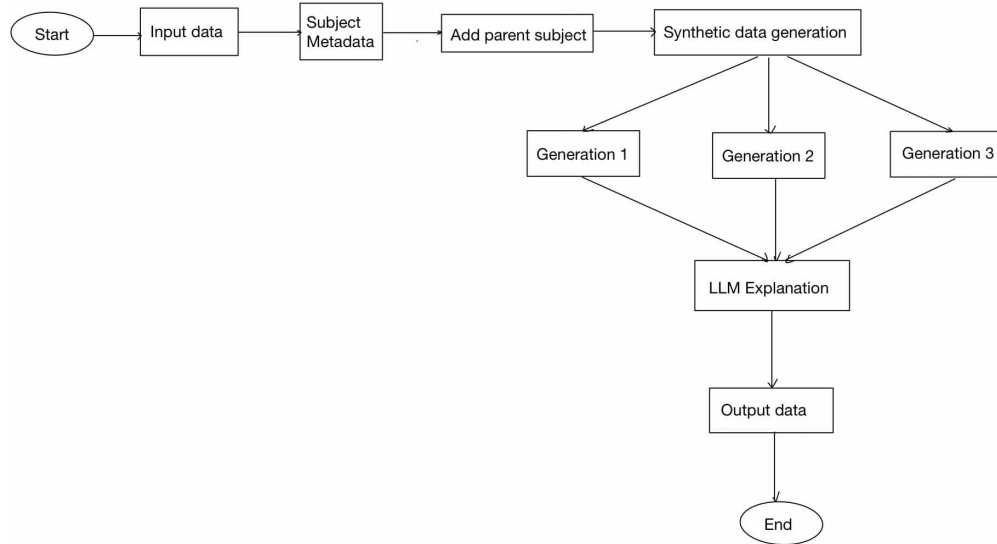 Start
Input data
Subject
Metadata
Add parent subject
Synthetic data generation
Generation 1
Generation 2
Generation 3
LLM Explanation
Output data
End